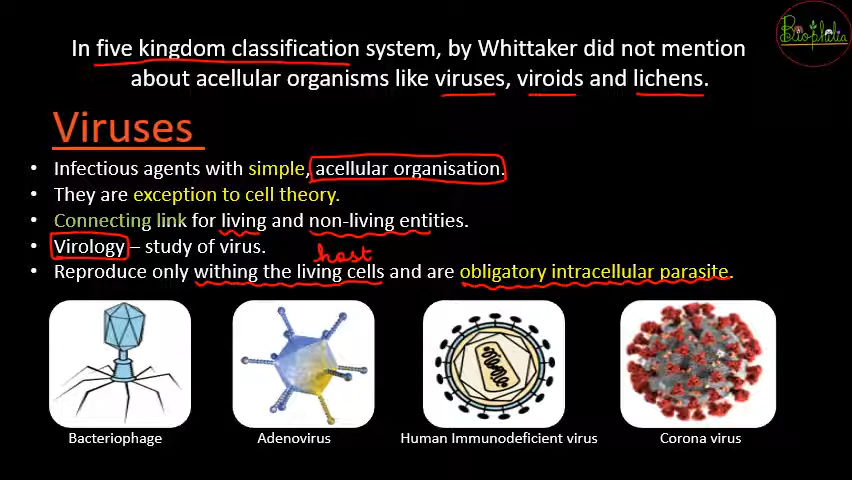 Biophilia
In five kingdom classification system, by Whittaker did not mention
about acellular organisms like viruses, viroids and lichens.
Viruses
• Infectious agents with simple, acellular organisation.
• They are exception to cell theory.
• Connecting link for living and non-living entities.
• Virology – study of virus.
host
• Reproduce only withing the living cells and are obligatory intracellular parasite.
Bacteriophage
Adenovirus
Human Immunodeficient virus
Corona virus